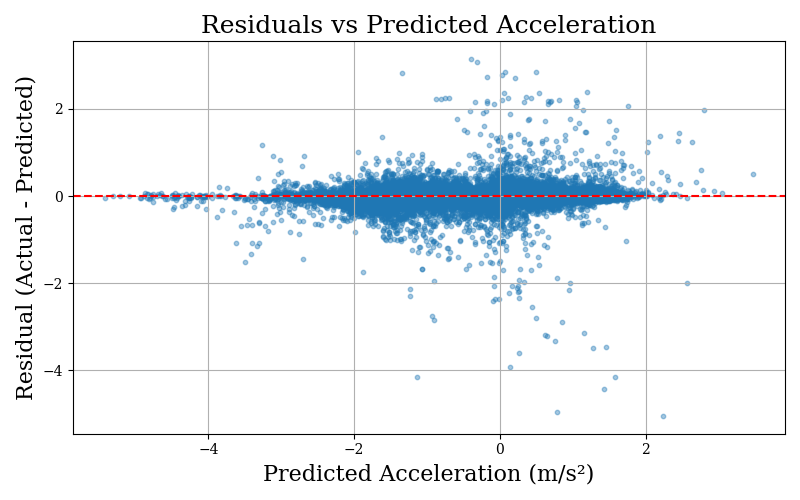 Residuals vs Predicted Acceleration
Residual (Actual - Predicted)
2
0
−2
−4
−4
−2
0
2
Predicted Acceleration (m/s²)